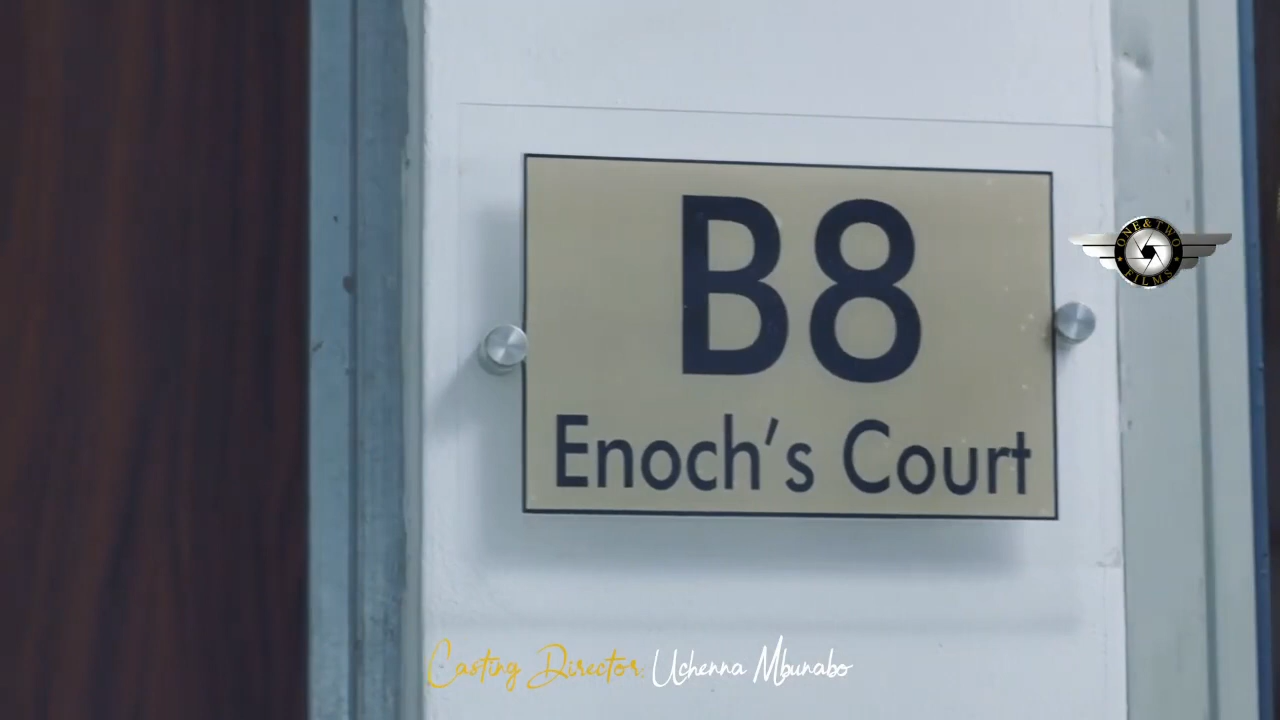 B8
Enoch's Court
ONE&TWO
FILMS
Casting Director: Uchenna Mbunabo